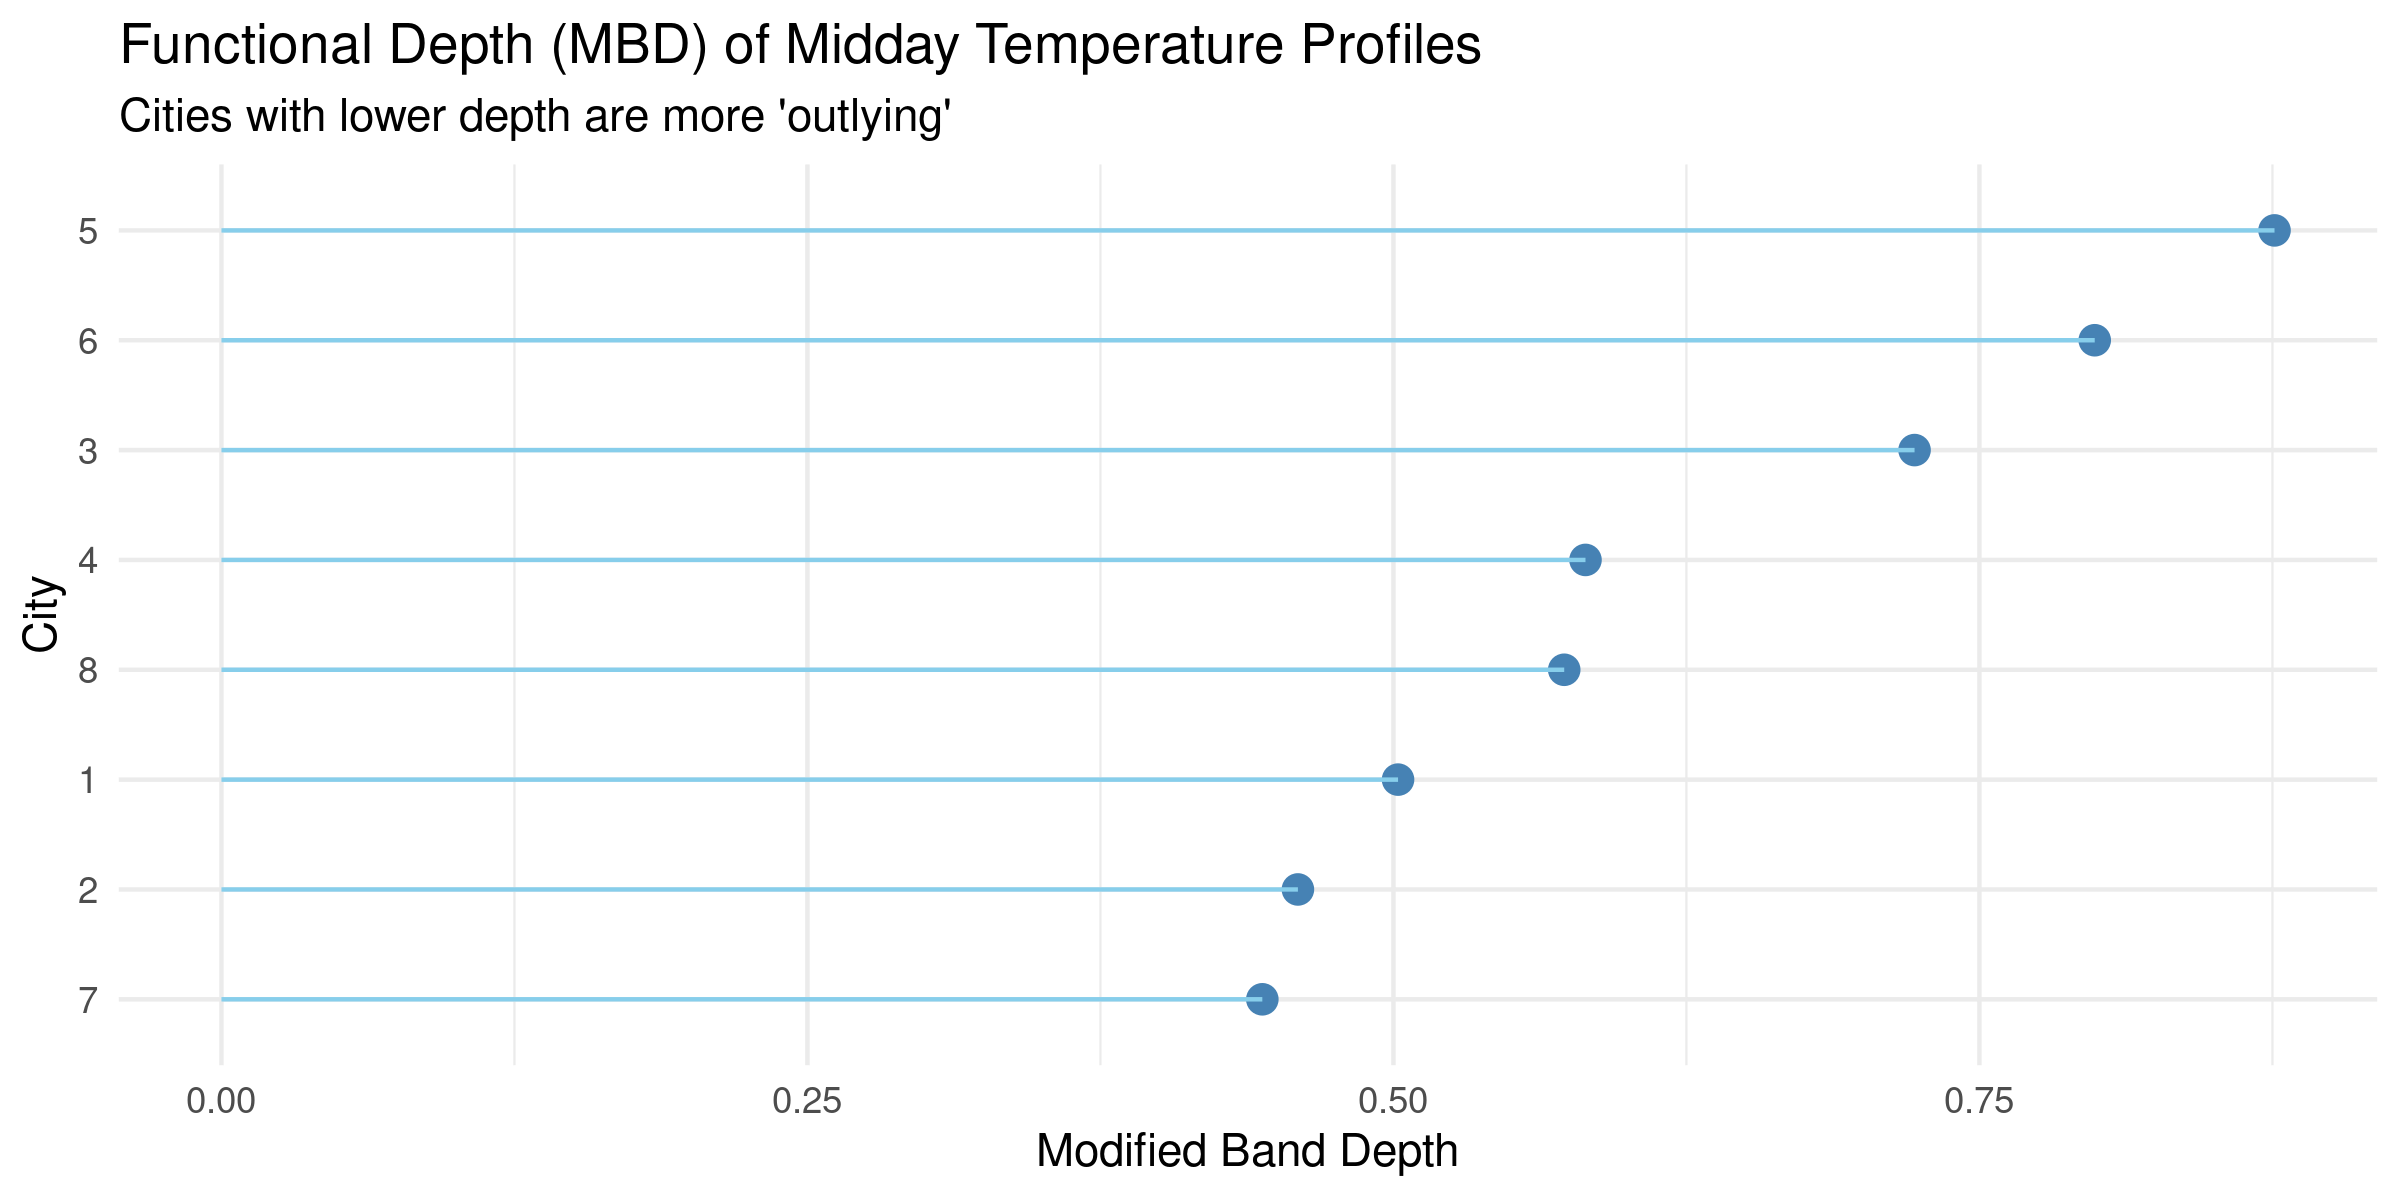 Functional Depth (MBD) of Midday Temperature Profiles
Cities with lower depth are more 'outlying'
City
5
6
3
4
8
1
2
7
0.00 0.25 0.50 0.75
Modified Band Depth